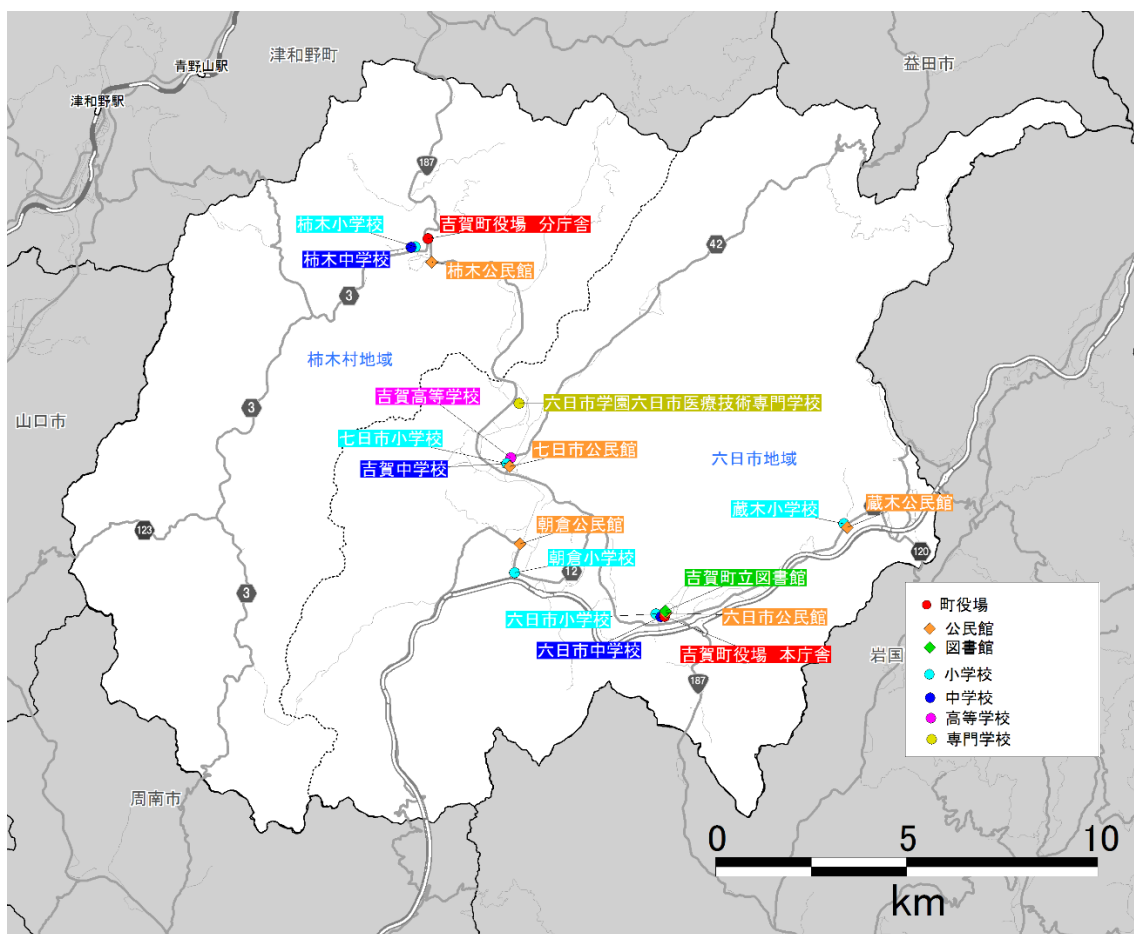 津和野町
益田市
青野山駅
津和野駅
187
柿木小学校
吉賀町役場 分庁舎
42
柿木中学校
柿木公民館
3
柿木村地域
吉賀高等学校
六日市学園六日市医療技術専門学校
山口市
3
七日市小学校
七日市公民館
吉賀中学校
六日市地域
蔵木公民館
蔵木小学校
123
朝倉公民館
120
朝倉小学校
12
吉賀町立図書館
3
六日市小学校
六日市公民館
六日市中学校
吉賀町役場 本庁舎
岩国
187
周南市
町役場
公民館
図書館
小学校
中学校
高等学校
専門学校
0 5 10
km